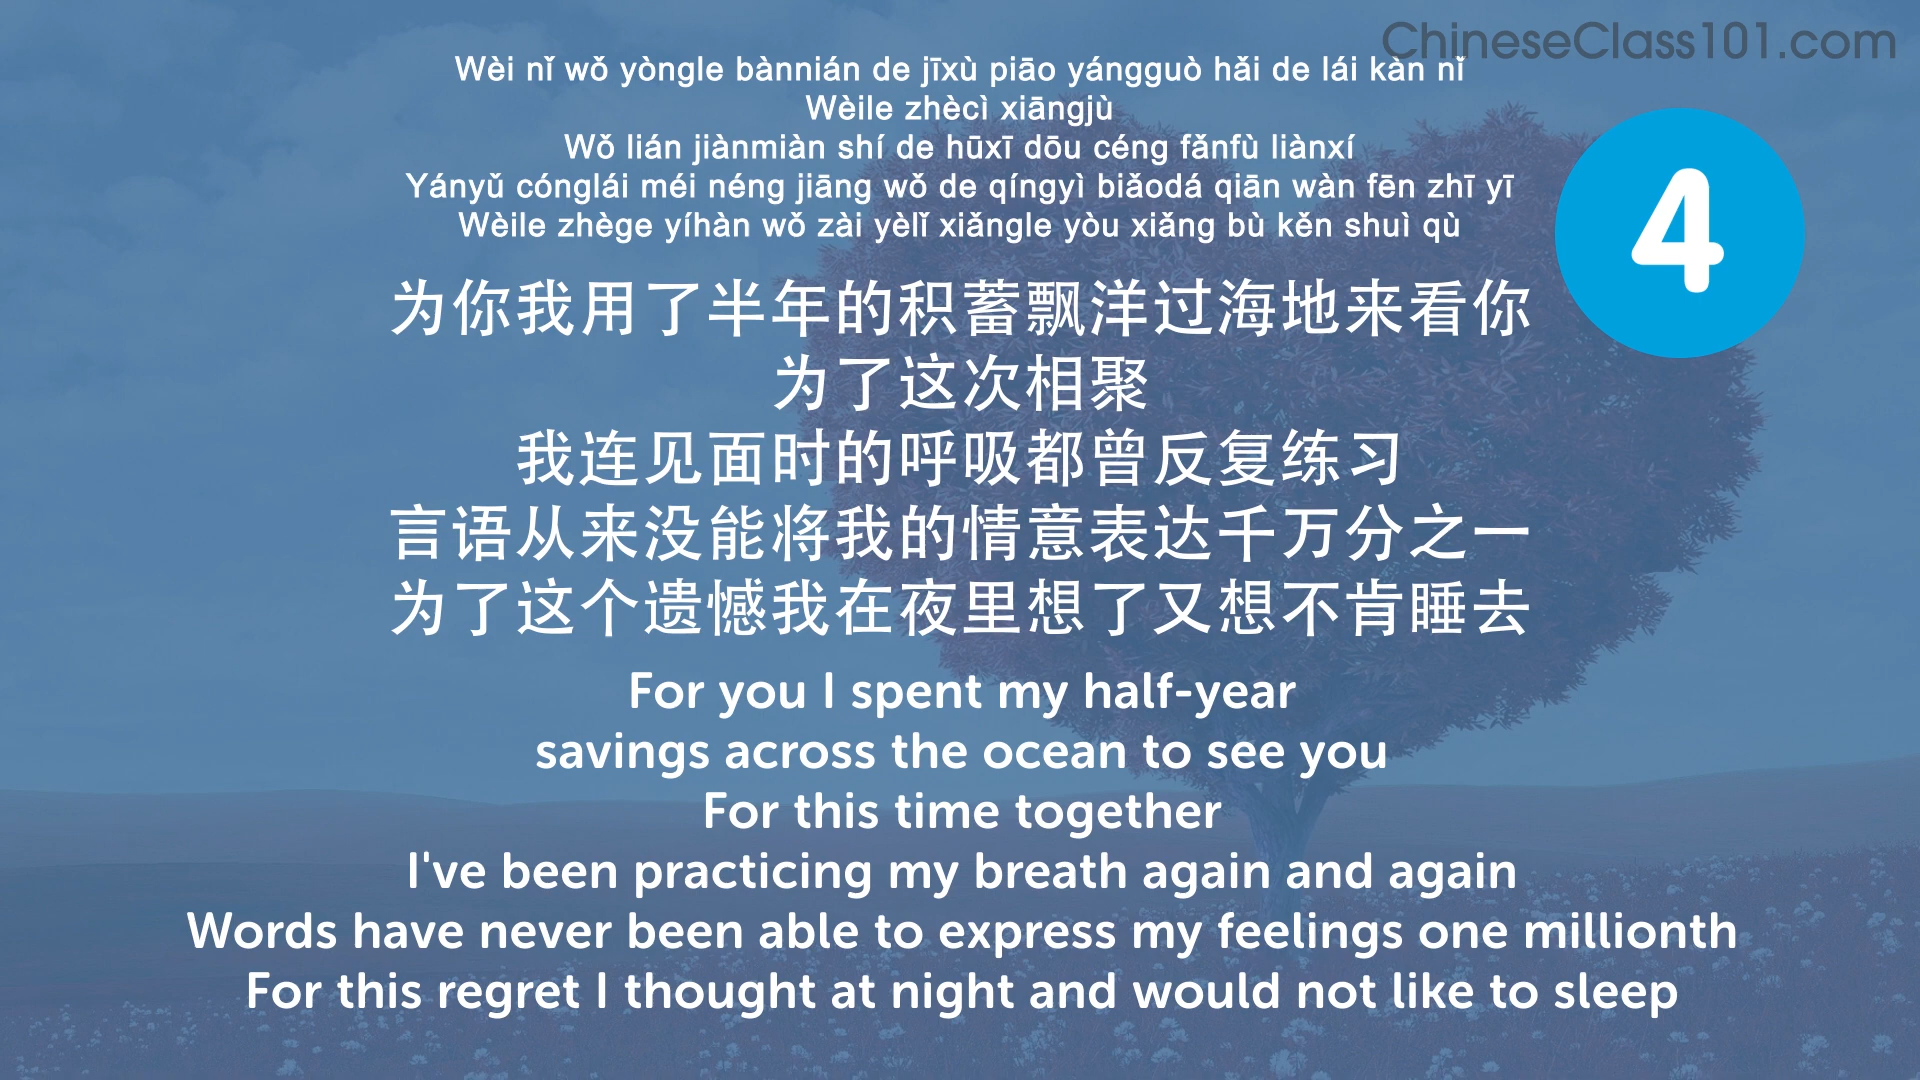 ChineseClass101.com
Wèi nǐ wǒ yòngle bànnián de jīxù piāo yángguò hǎi de lái kàn nǐ
Wèile zhècì xiāngjù
Wǒ lián jiànmiàn shí de hūxī dōu céng fǎnfù liànxí
Yányǔ cónglái méi néng jiāng wǒ de qíngyì biǎodá qiān wàn fēn zhī yī
Wèile zhège yíhàn wǒ zài yèlǐ xiǎngle yòu xiǎng bù kěn shuì qù
4
为你我用了半年的积蓄飘洋过海地来看你
为了这次相聚
我连见面时的呼吸都曾反复练习
言语从来没能将我的情意表达千万分之一
为了这个遗憾我在夜里想了又想不肯睡去
For you I spent my half-year
savings across the ocean to see you
For this time together
I've been practicing my breath again and again
Words have never been able to express my feelings one millionth
For this regret I thought at night and would not like to sleep